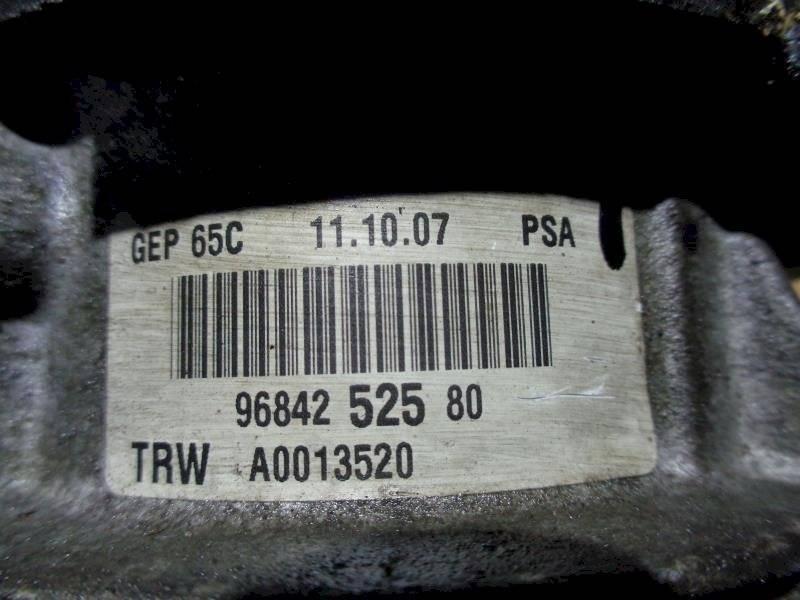 GEP 65C 11.10.07 PSA
96842 525 80
TRW A0013520